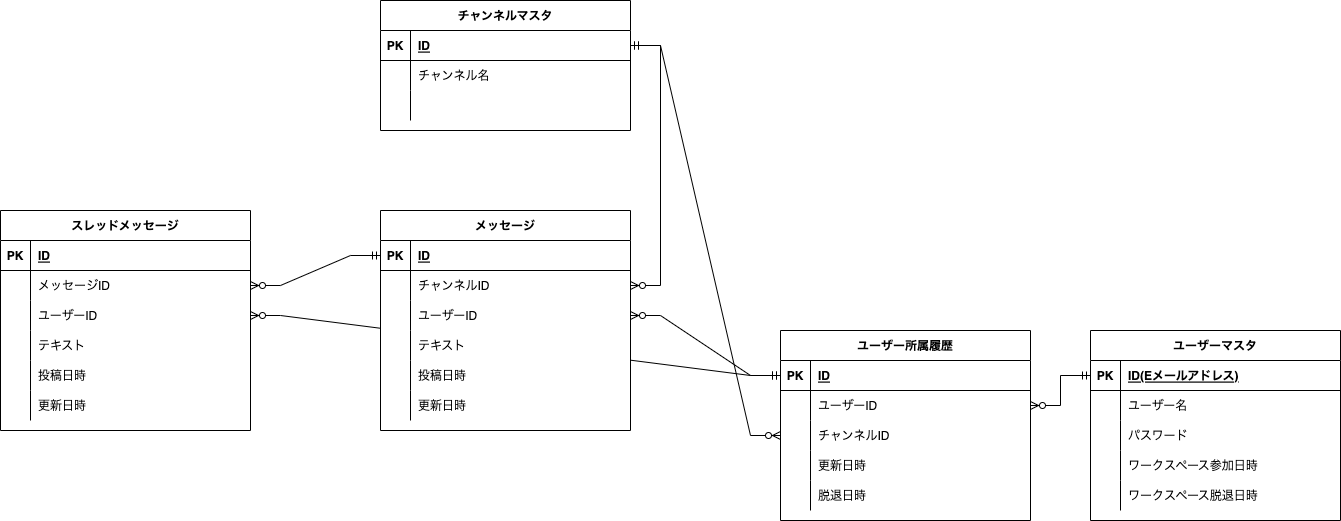 チャンネルマスタ
PK ID
チャンネル名
スレッドメッセージ
PK ID
メッセージID
ユーザーID
テキスト
投稿日時
更新日時
メッセージ
PK ID
チャンネルID
ユーザーID
テキスト
投稿日時
更新日時
ユーザー所属履歴
PK ID
ユーザーID
チャンネルID
更新日時
脱退日時
ユーザーマスタ
PK ID(Eメールアドレス)
ユーザー名
パスワード
ワークスペース参加日時
ワークスペース脱退日時